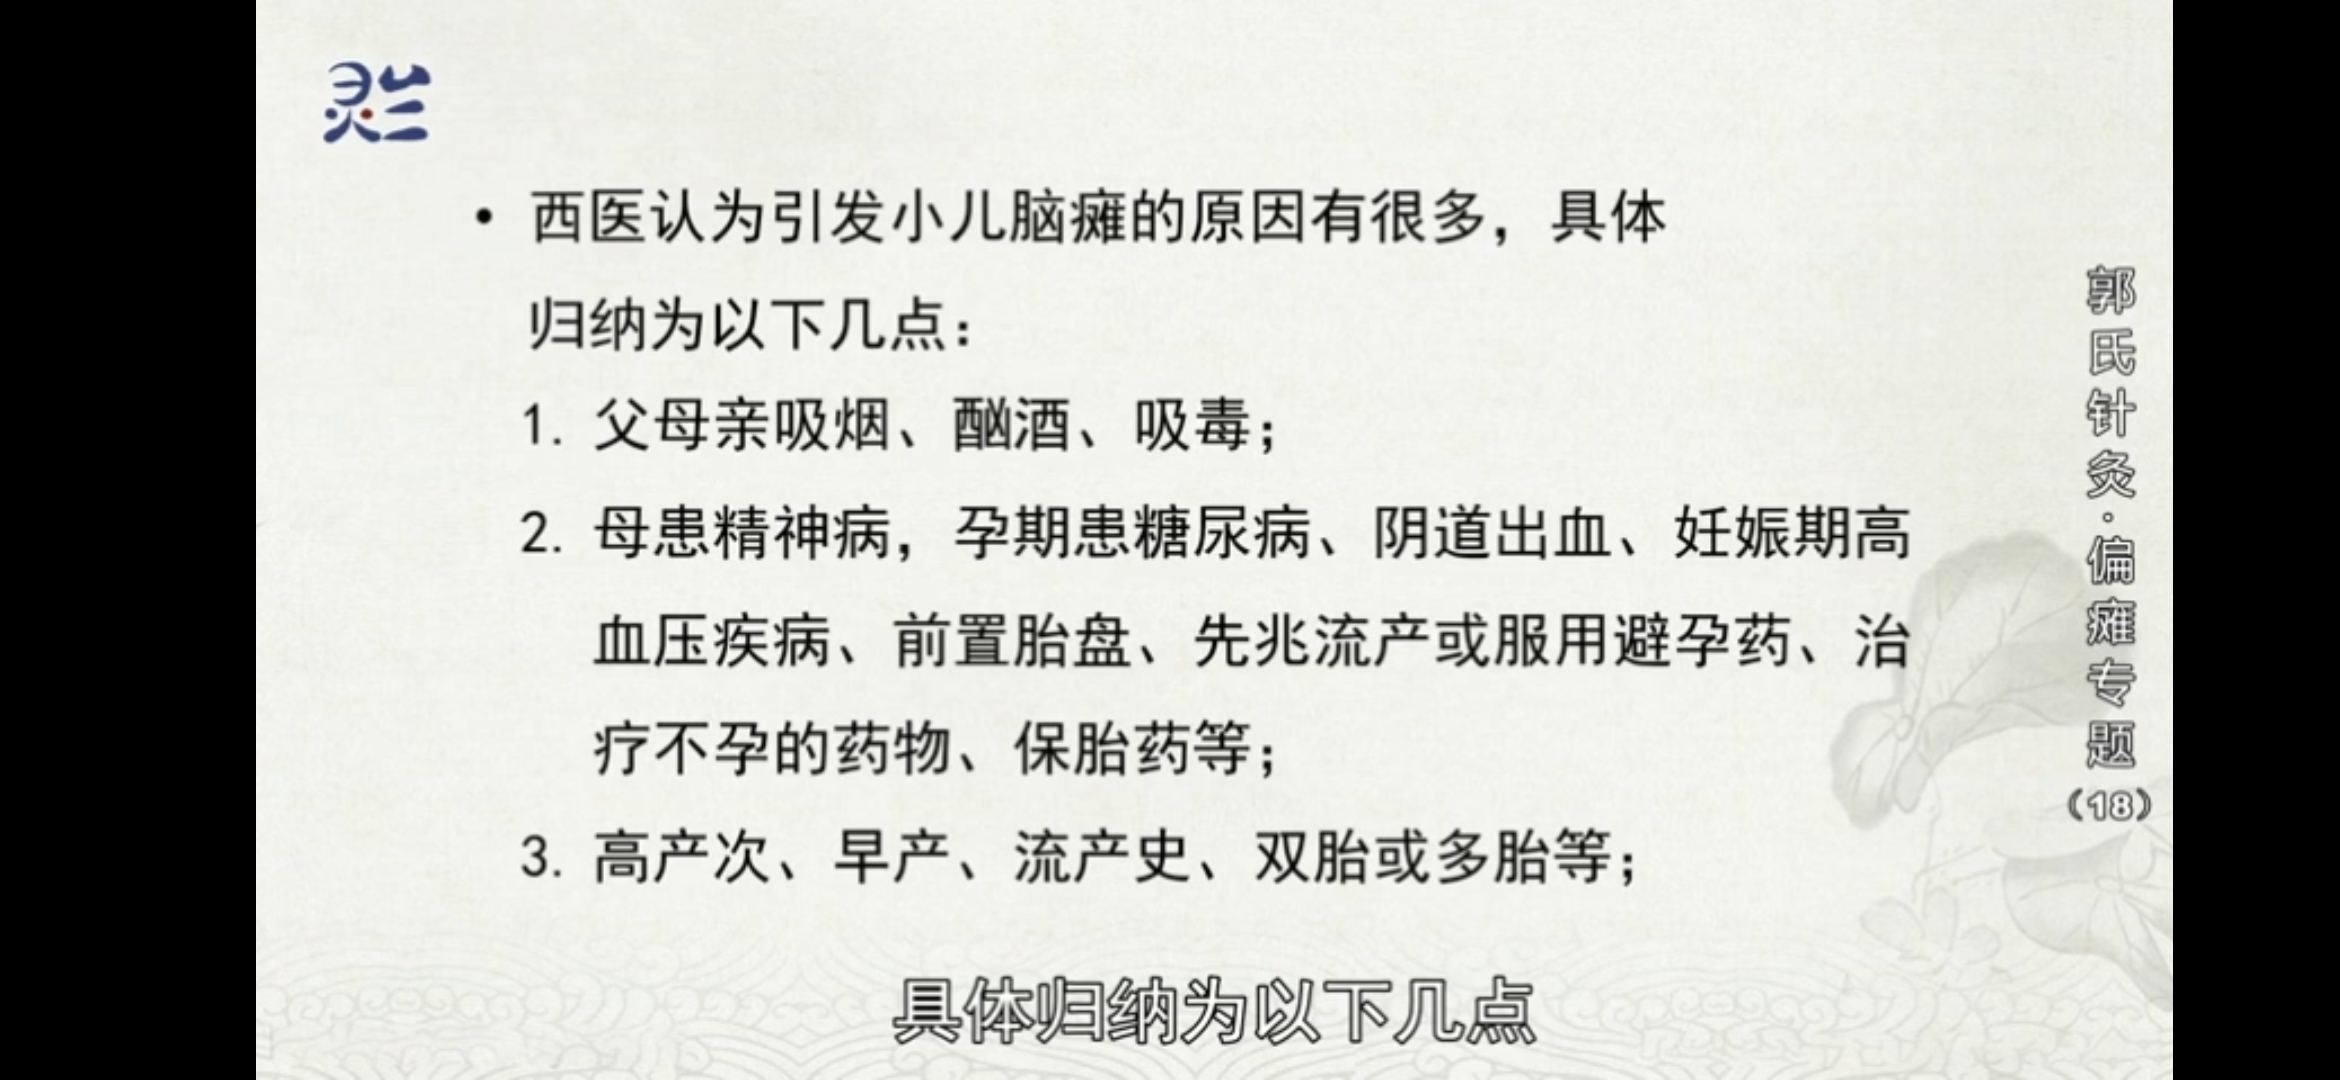 灵兰
• 西医认为引发小儿脑瘫的原因有很多，具体
归纳为以下几点：
1. 父母亲吸烟、酗酒、吸毒；
2. 母患精神病，孕期患糖尿病、阴道出血、妊娠期高
血压疾病、前置胎盘、先兆流产或服用避孕药、治
疗不孕的药物、保胎药等；
3. 高产次、早产、流产史、双胎或多胎等；
郭氏针灸·偏瘫专题（18）
具体归纳为以下几点